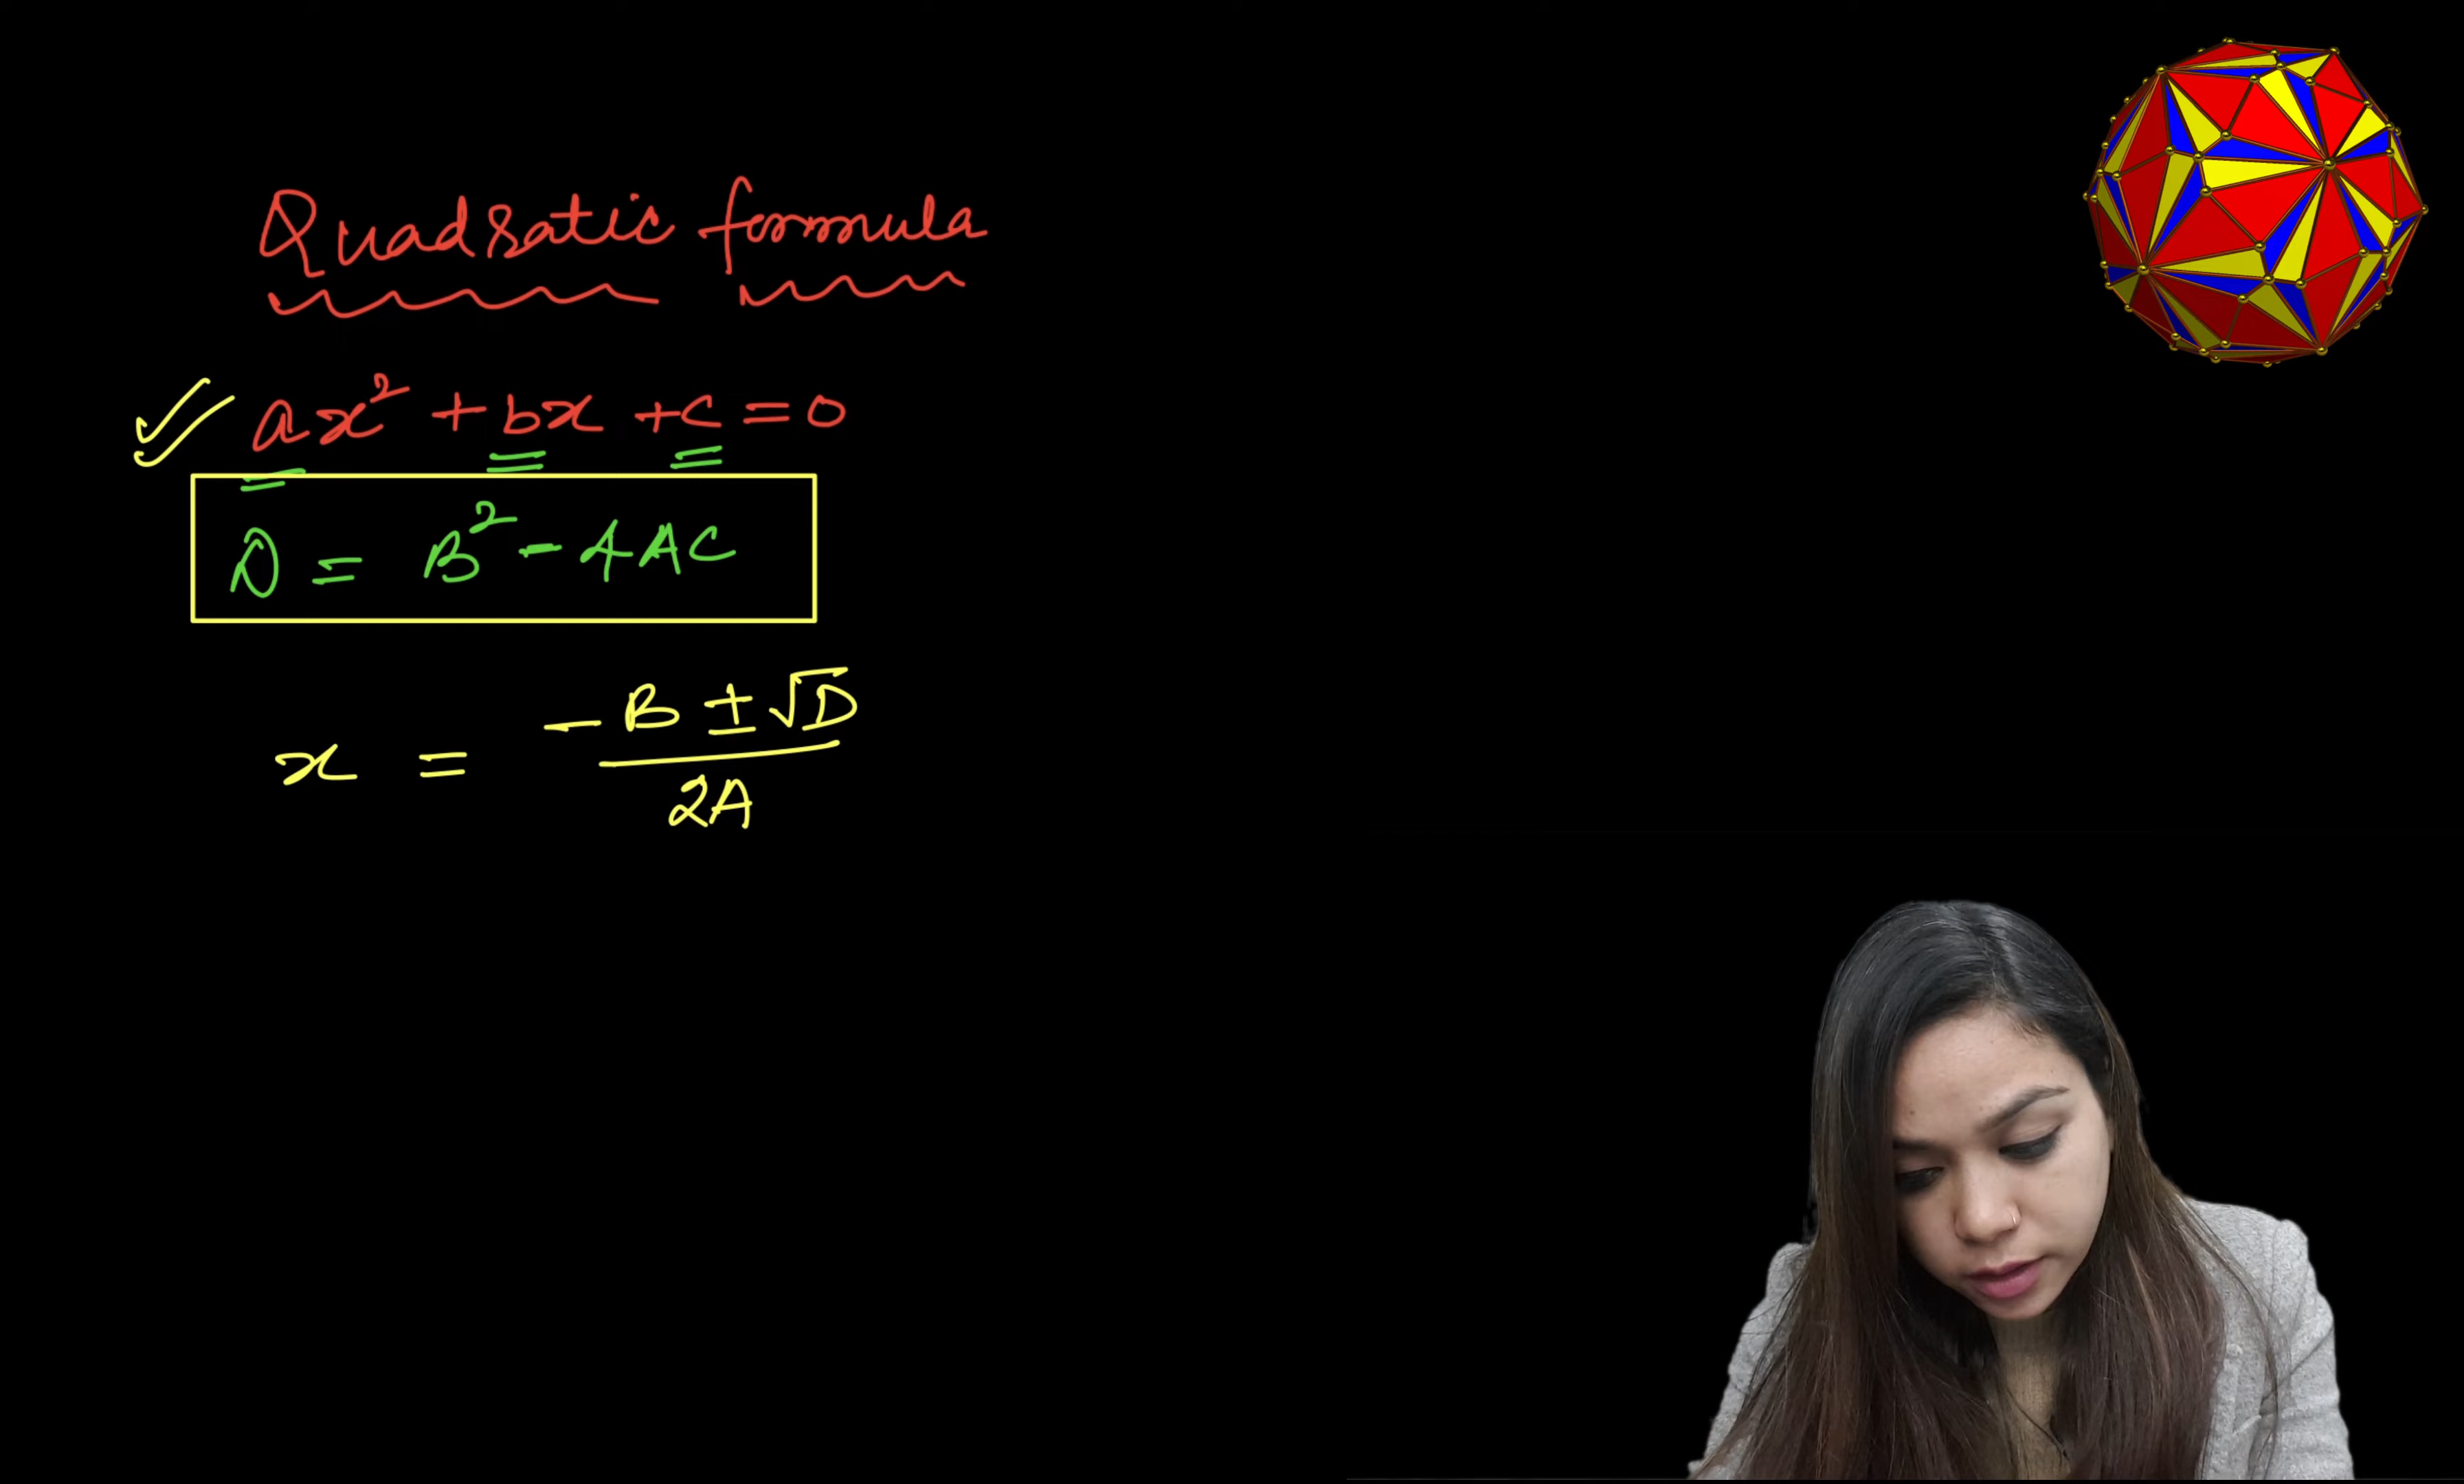 Quadratic formula
ax² + bx + c = 0
D = B² - 4AC
x = -B ± √D / 2A